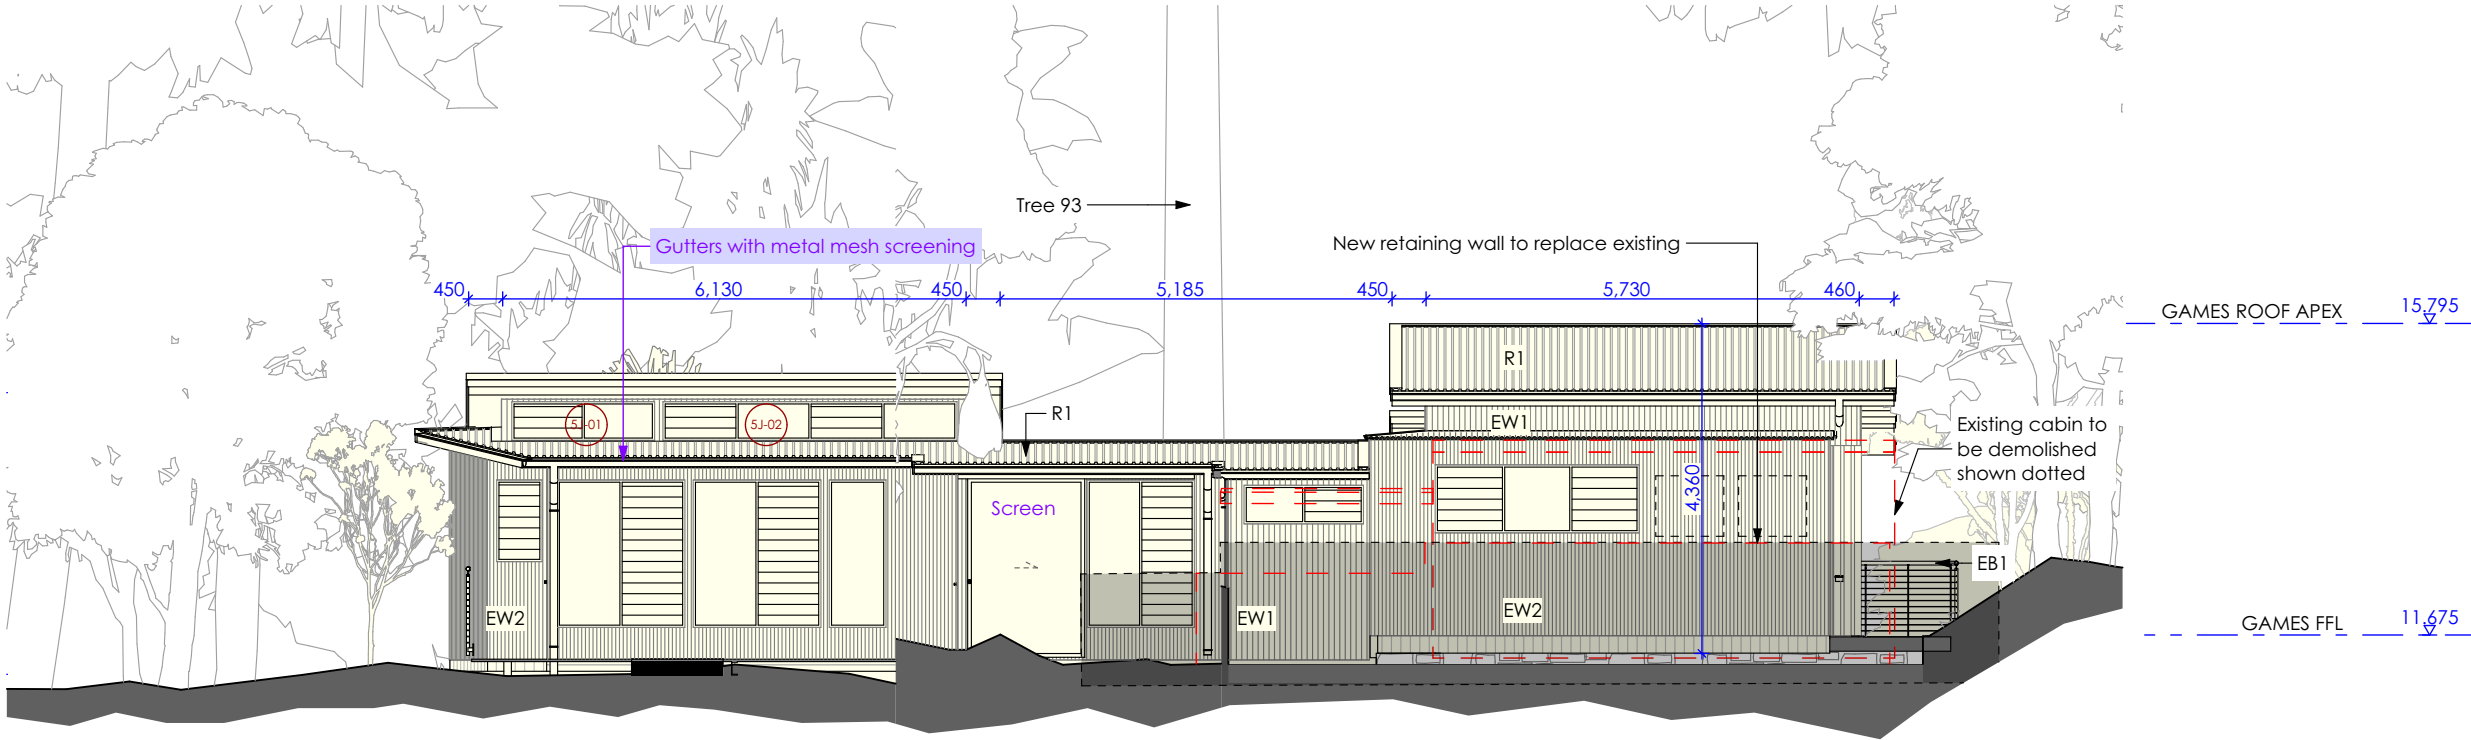 Tree 93
Gutters with metal mesh screening
New retaining wall to replace existing
450
6,130
450
5,185
450
5,730
460
GAMES ROOF APEX
15.795
R1
R1
5J-01
5J-02
EW1
Existing cabin to
be demolished
shown dotted
4,360
Screen
EB1
EW2
EW1
EW2
GAMES FFL
11.675